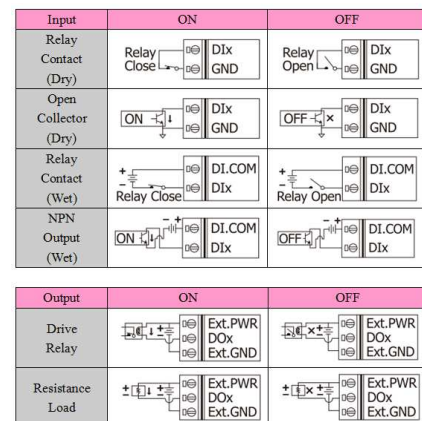 Input ON OFF
Relay
Contact
(Dry)
Relay
Close
DIx
GND
Relay
Open
DIx
GND
Open
Collector
(Dry)
ON
DIx
GND
OFF
DIx
GND
Relay
Contact
(Wet)
+
-
Relay Close
DI.COM
DIx
+
-
Relay Open
DI.COM
DIx
NPN
Output
(Wet)
ON
- +
DI.COM
DIx
OFF
- +
DI.COM
DIx
Output ON OFF
Drive
Relay
Ext.PWR
DOx
Ext.GND
Ext.PWR
DOx
Ext.GND
Resistance
Load
Ext.PWR
DOx
Ext.GND
Ext.PWR
DOx
Ext.GND